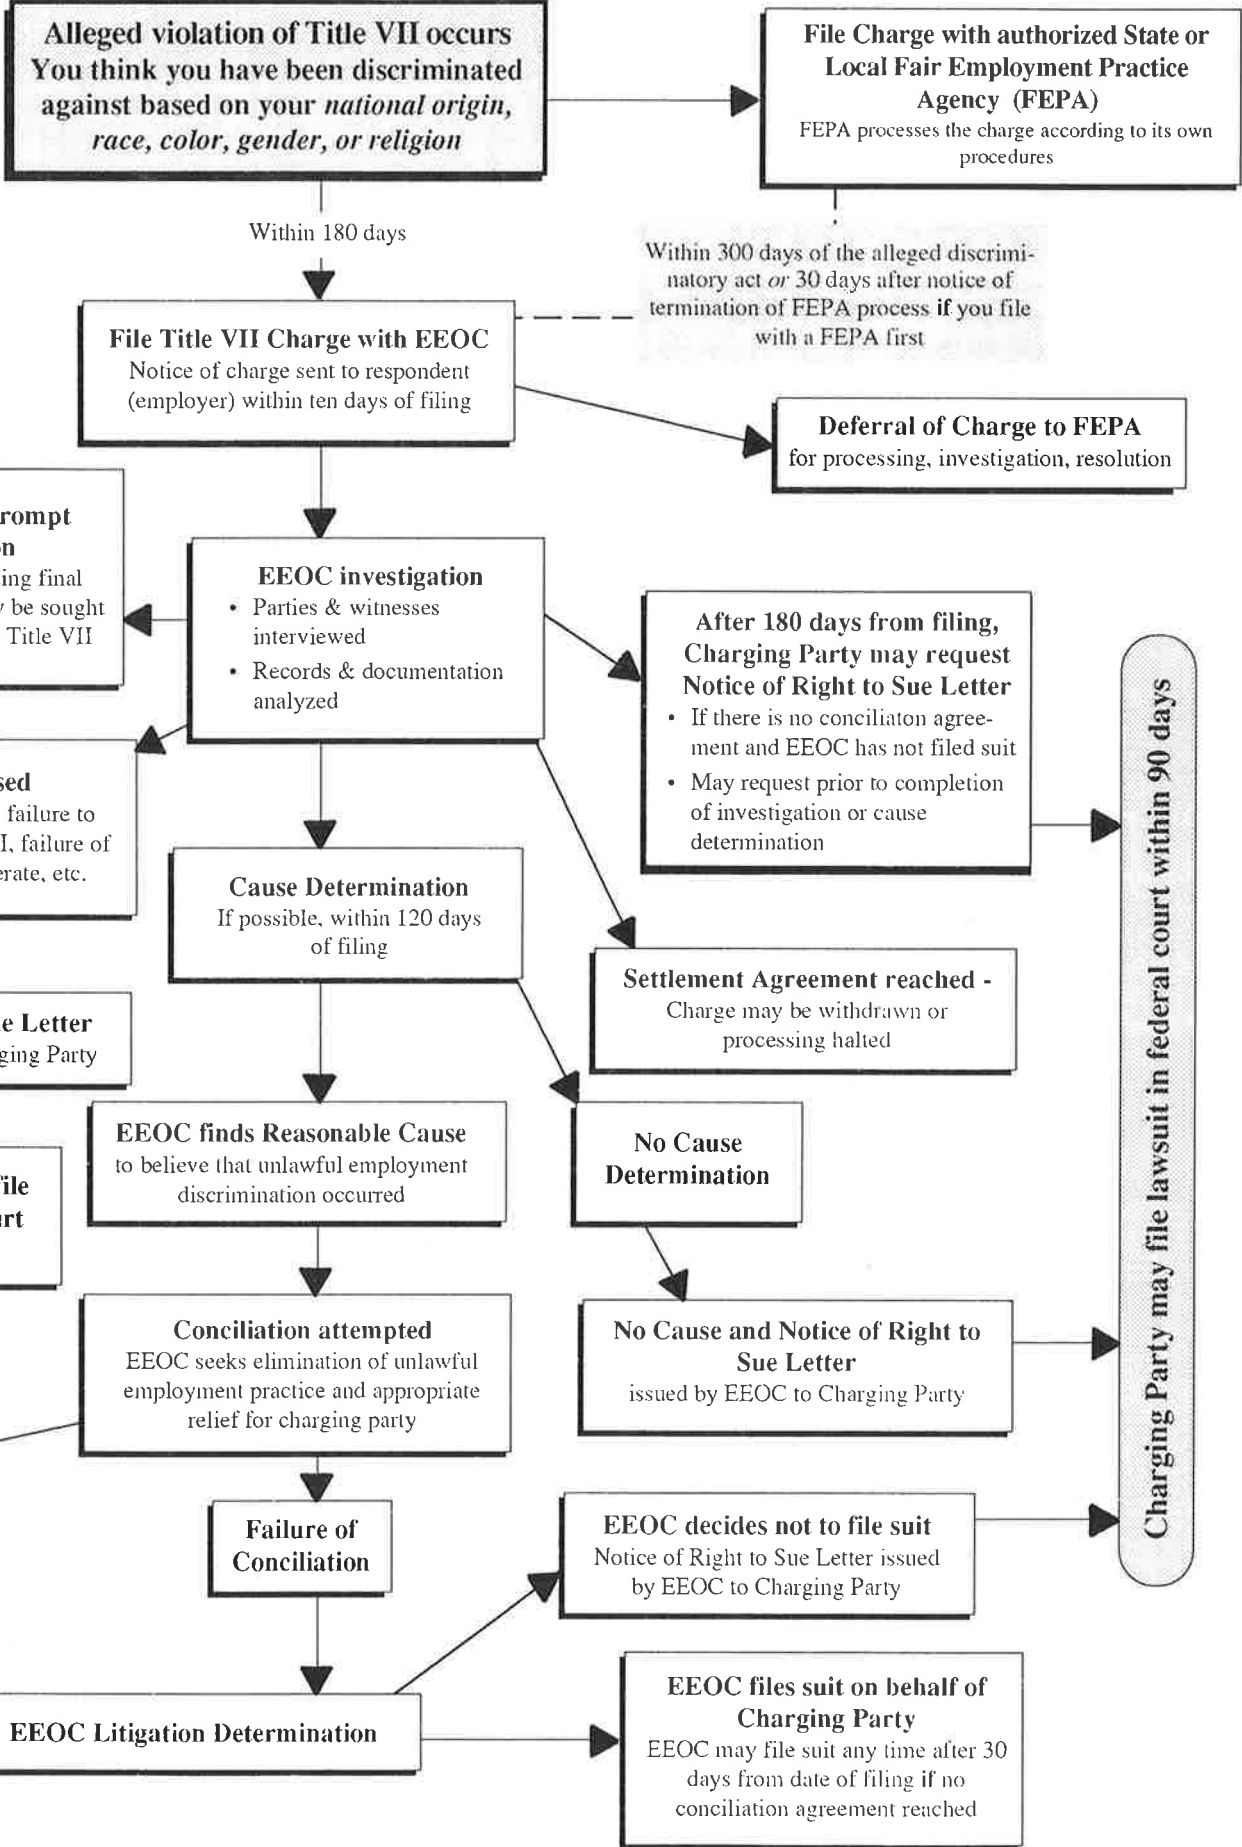 Alleged violation of Title VII occurs
You think you have been discriminated
against based on your national origin,
race, color, gender, or religion
File Charge with authorized State or
Local Fair Employment Practice
Agency (FEPA)
FEPA processes the charge according to its own
procedures
Within 180 days
Within 300 days of the alleged discrimi-
natory act or 30 days after notice of
termination of FEPA process if you file
with a FEPA first
File Title VII Charge with EEOC
Notice of charge sent to respondent
(employer) within ten days of filing
Deferral of Charge to FEPA
for processing, investigation, resolution
rompt
on
ing final
be sought
Title VII
EEOC investigation
• Parties & witnesses
interviewed
• Records & documentation
analyzed
After 180 days from filing,
Charging Party may request
Notice of Right to Sue Letter
• If there is no conciliaton agree-
ment and EEOC has not filed suit
• May request prior to completion
of investigation or cause
determination
sed
failure to
I, failure of
erate, etc.
Cause Determination
If possible, within 120 days
of filing
Settlement Agreement reached -
Charge may be withdrawn or
processing halted
e Letter
ging Party
EEOC finds Reasonable Cause
to believe that unlawful employment
discrimination occurred
No Cause
Determination
file
rt
Conciliation attempted
EEOC seeks elimination of unlawful
employment practice and appropriate
relief for charging party
No Cause and Notice of Right to
Sue Letter
issued by EEOC to Charging Party
Failure of
Conciliation
EEOC decides not to file suit
Notice of Right to Sue Letter issued
by EEOC to Charging Party
EEOC Litigation Determination
EEOC files suit on behalf of
Charging Party
EEOC may file suit any time after 30
days from date of filing if no
conciliation agreement reached
Charging Party may file lawsuit in federal court within 90 days